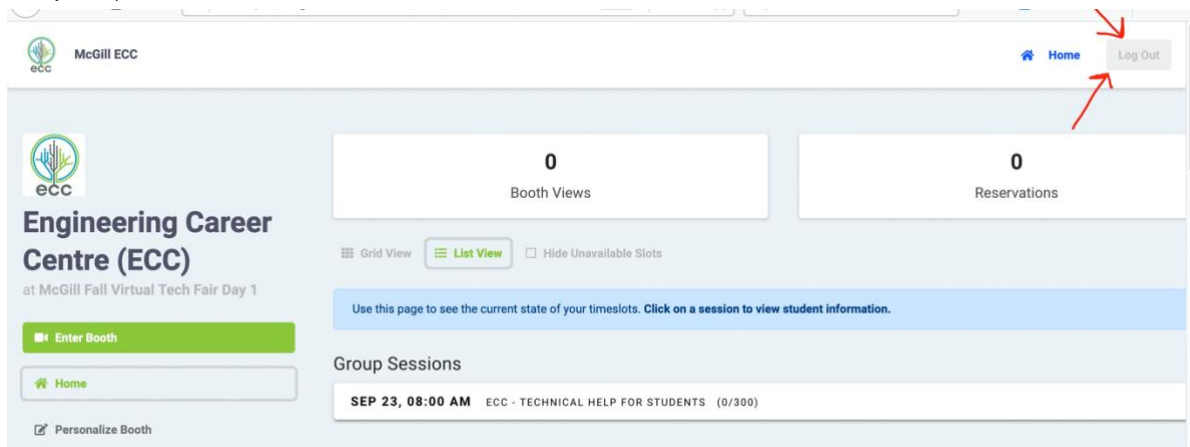 McGill ECC
Home
Log Out
ecc
ecc
Engineering Career
Centre (ECC)
at McGill Fall Virtual Tech Fair Day 1
Enter Booth
Home
Personalize Booth
0
Booth Views
0
Reservations
Grid View
List View
Hide Unavailable Slots
Use this page to see the current state of your timeslots. Click on a session to view student information.
Group Sessions
SEP 23, 08:00 AM ECC - TECHNICAL HELP FOR STUDENTS (0/300)